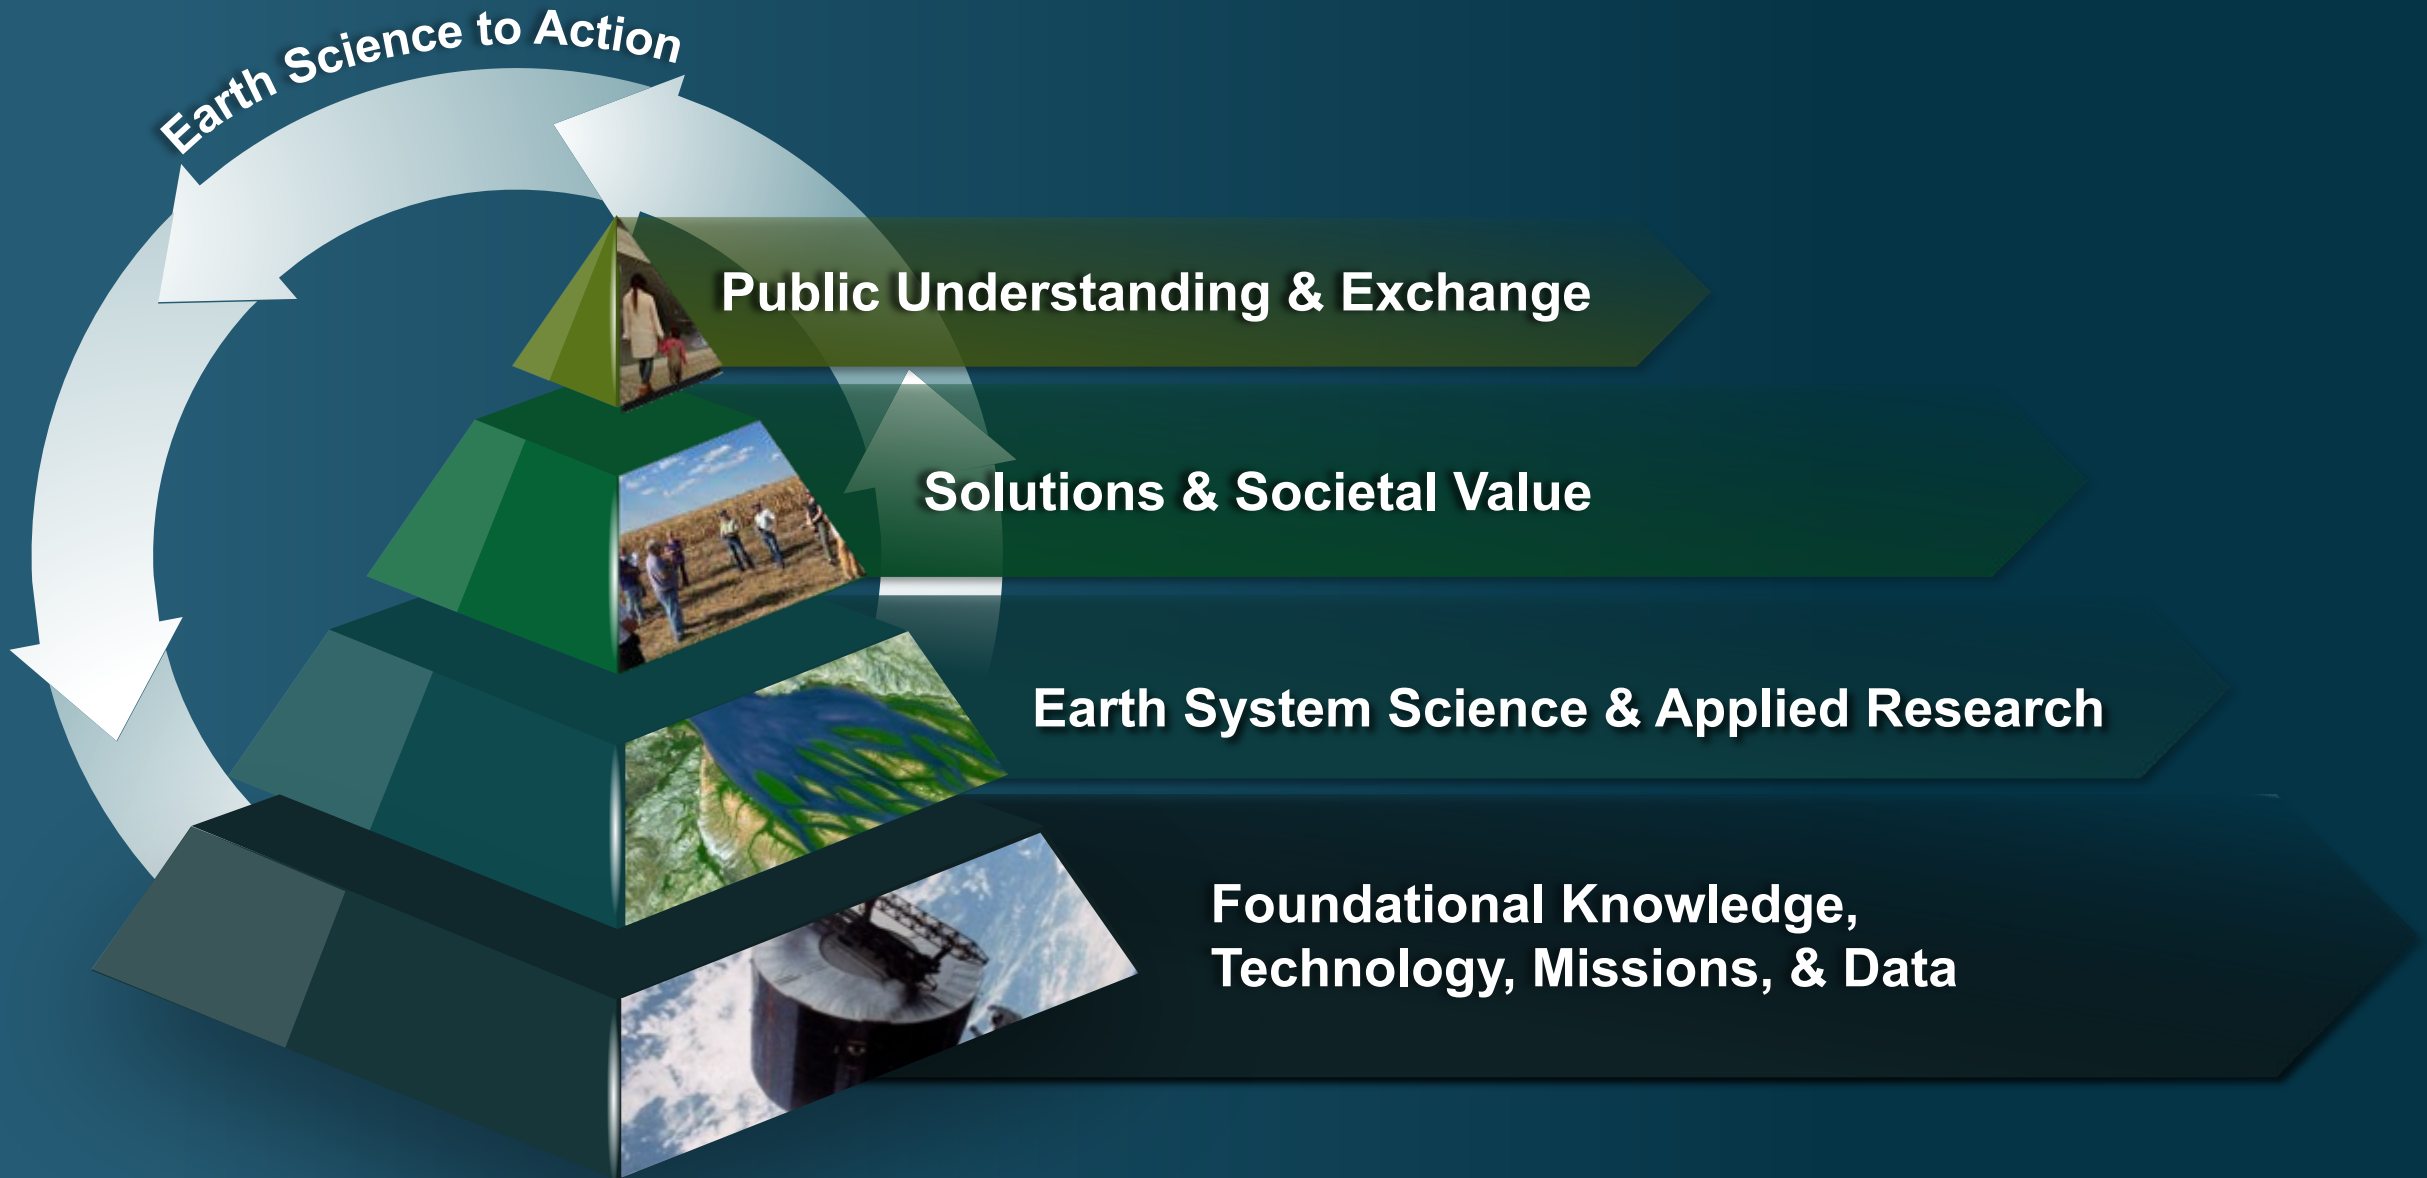 Earth Science to Action
Public Understanding & Exchange
Solutions & Societal Value
Earth System Science & Applied Research
Foundational Knowledge,
Technology, Missions, & Data